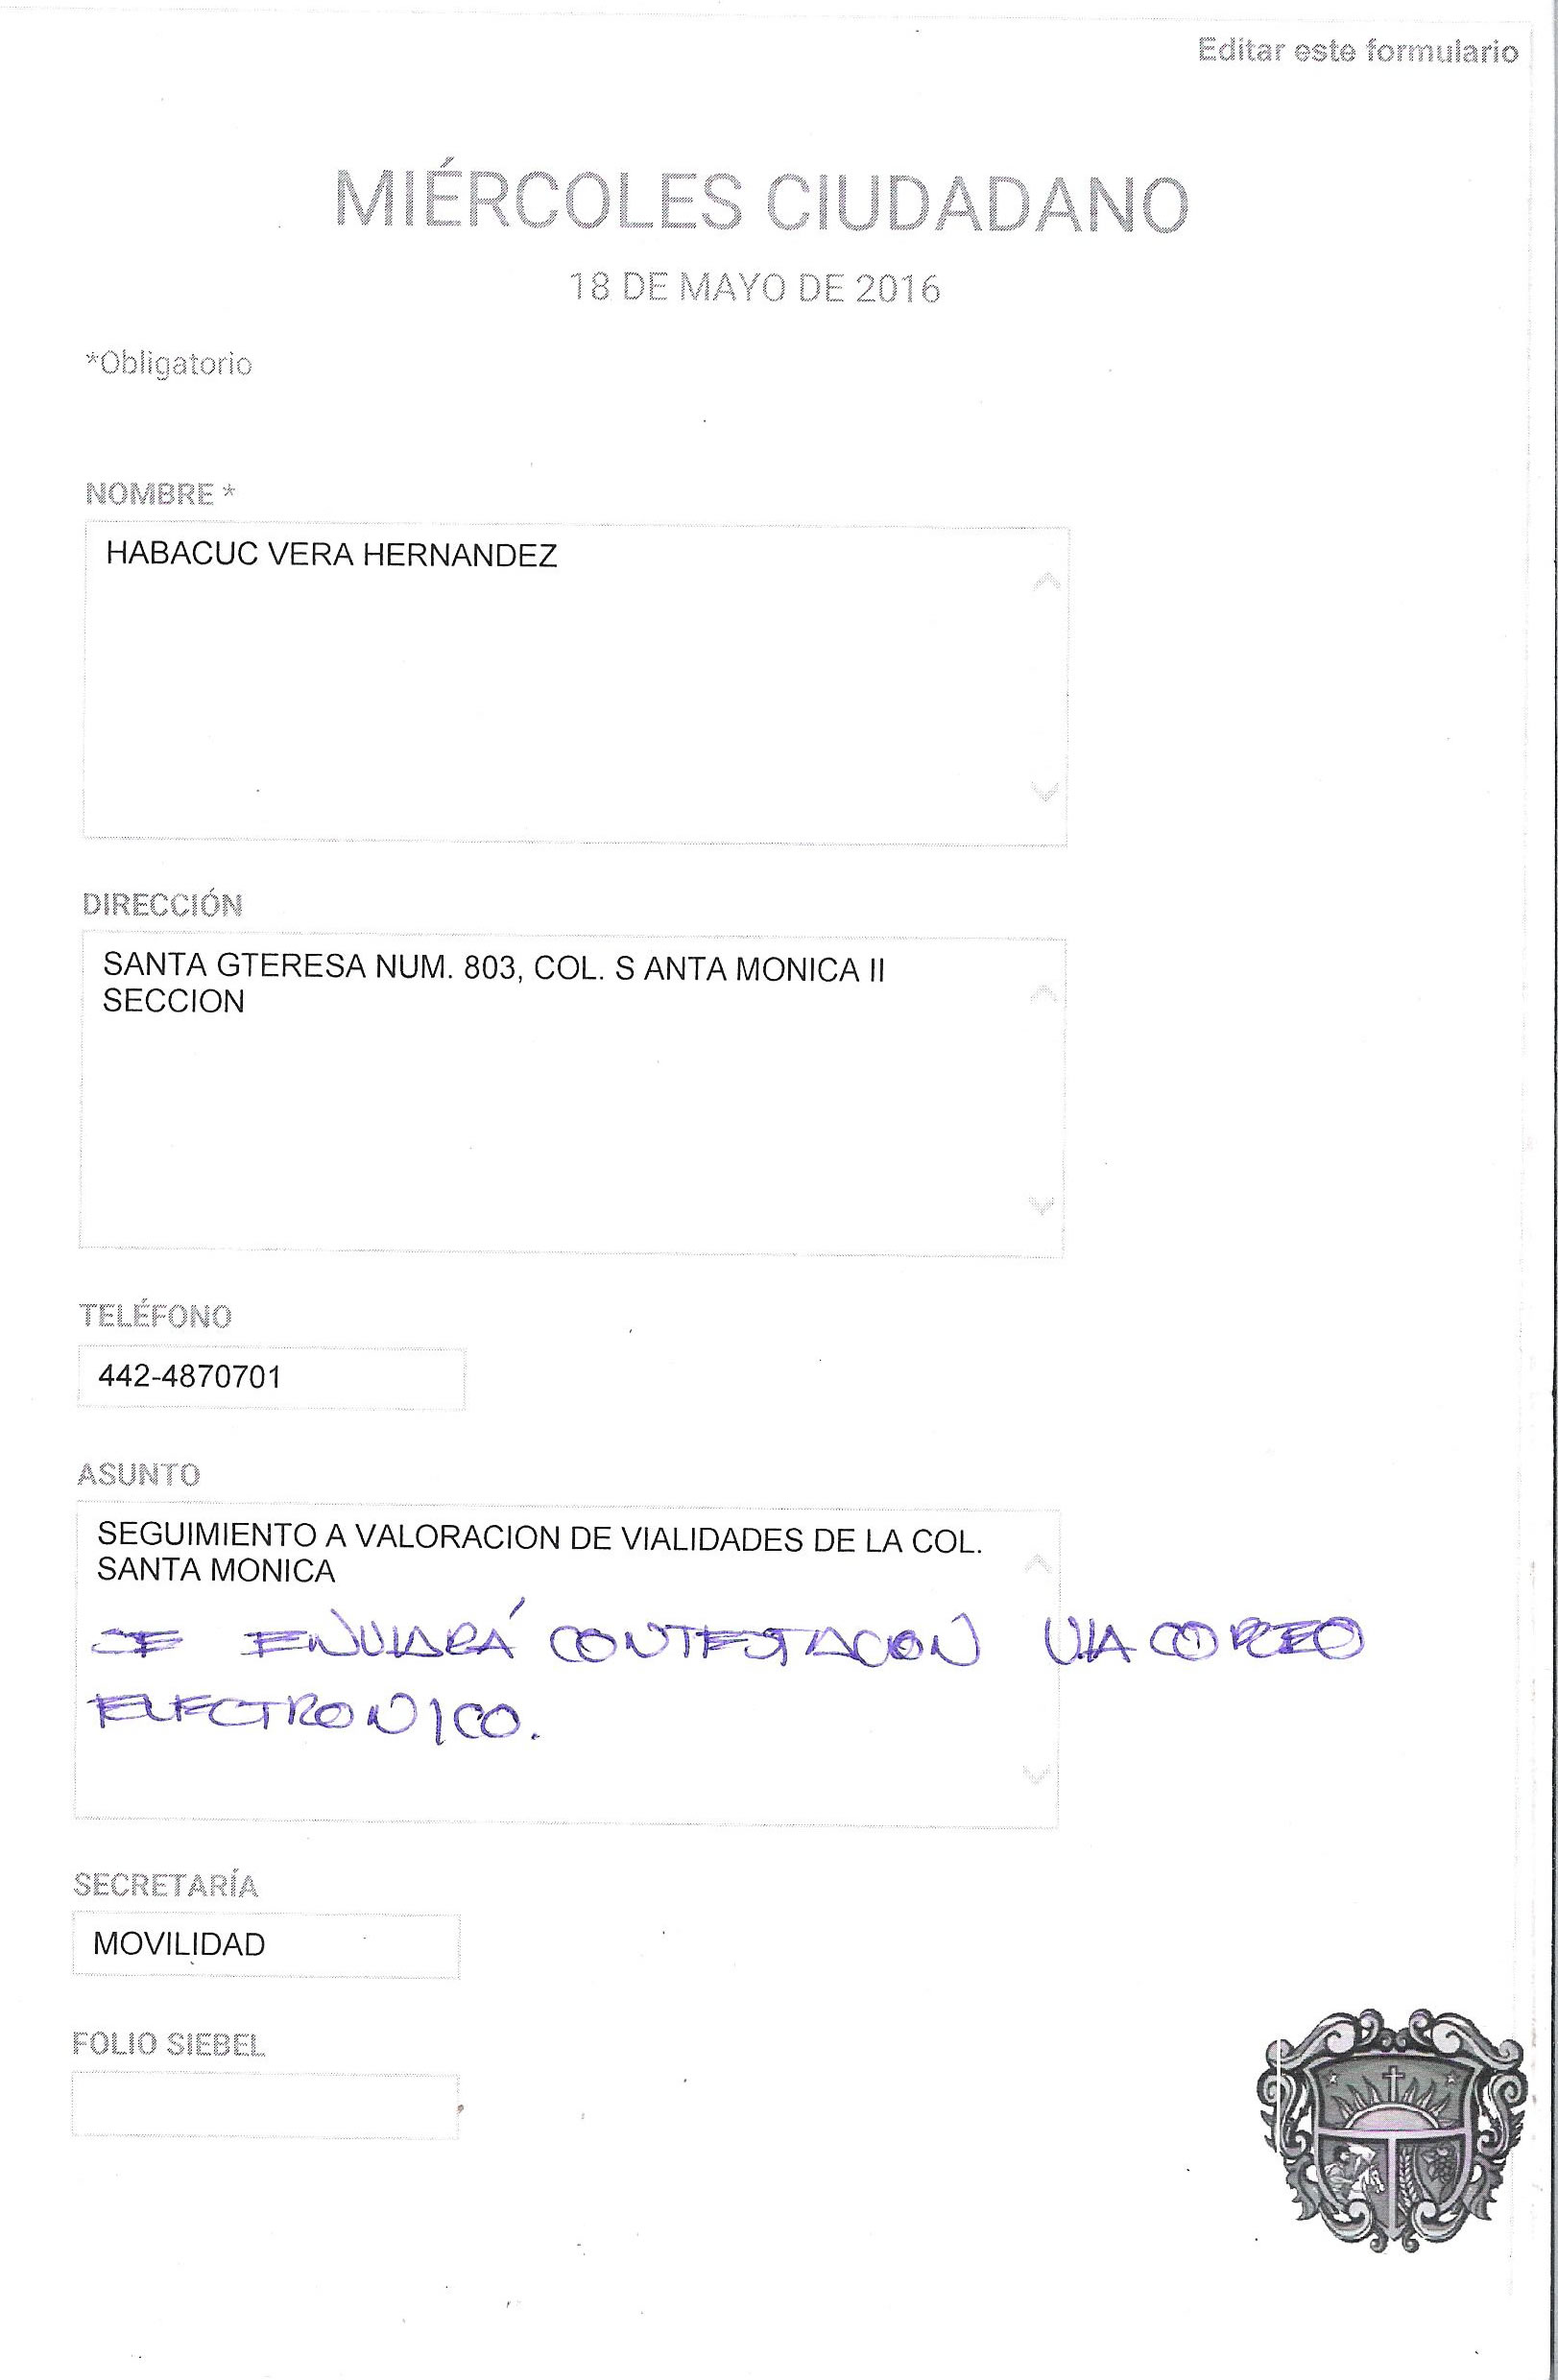 Editar este formulario
MIÉRCOLES CIUDADANO
18 DE MAYO DE 2016
*Obligatorio
NOMBRE *
HABACUC VERA HERNANDEZ
DIRECCIÓN
SANTA GTERESA NUM. 803, COL. S ANTA MONICA II
SECCION
TELÉFONO
442-4870701
ASUNTO
SEGUIMIENTO A VALORACION DE VIALIDADES DE LA COL.
SANTA MONICA
SE ENVIARÁ CONTESTACION VIA CORREO
ELECTRONICO.
SECRETARÍA
MOVILIDAD
FOLIO SIEBEL